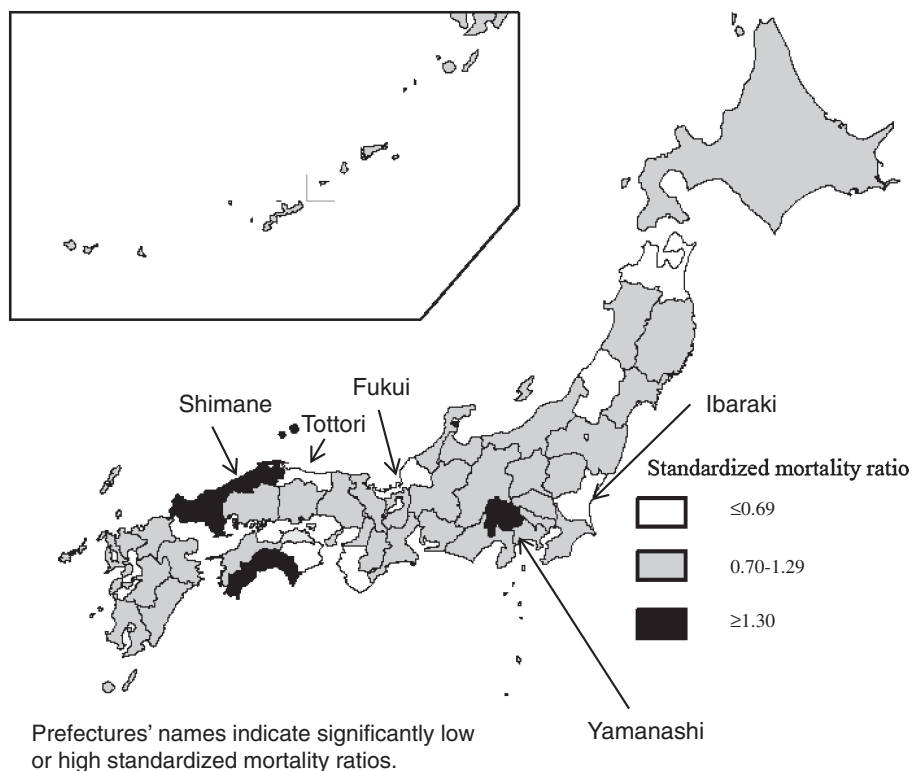 Fukui
Shimane
Tottori
Ibaraki
Standardized mortality ratio
≤0.69
0.70-1.29
≥1.30
Yamanashi
Prefectures’ names indicate significantly low
or high standardized mortality ratios.